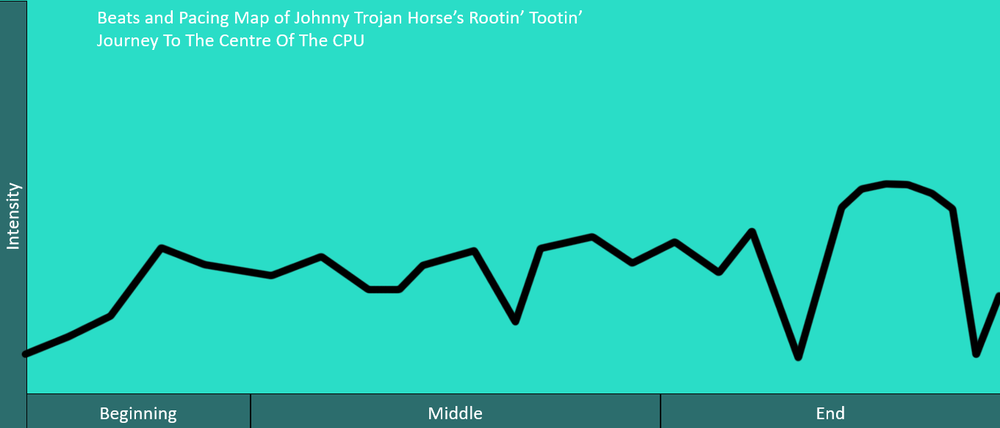 Beats and Pacing Map of Johnny Trojan Horse’s Rootin’ Tootin’
Journey To The Centre Of The CPU
Intensity
Beginning
Middle
End